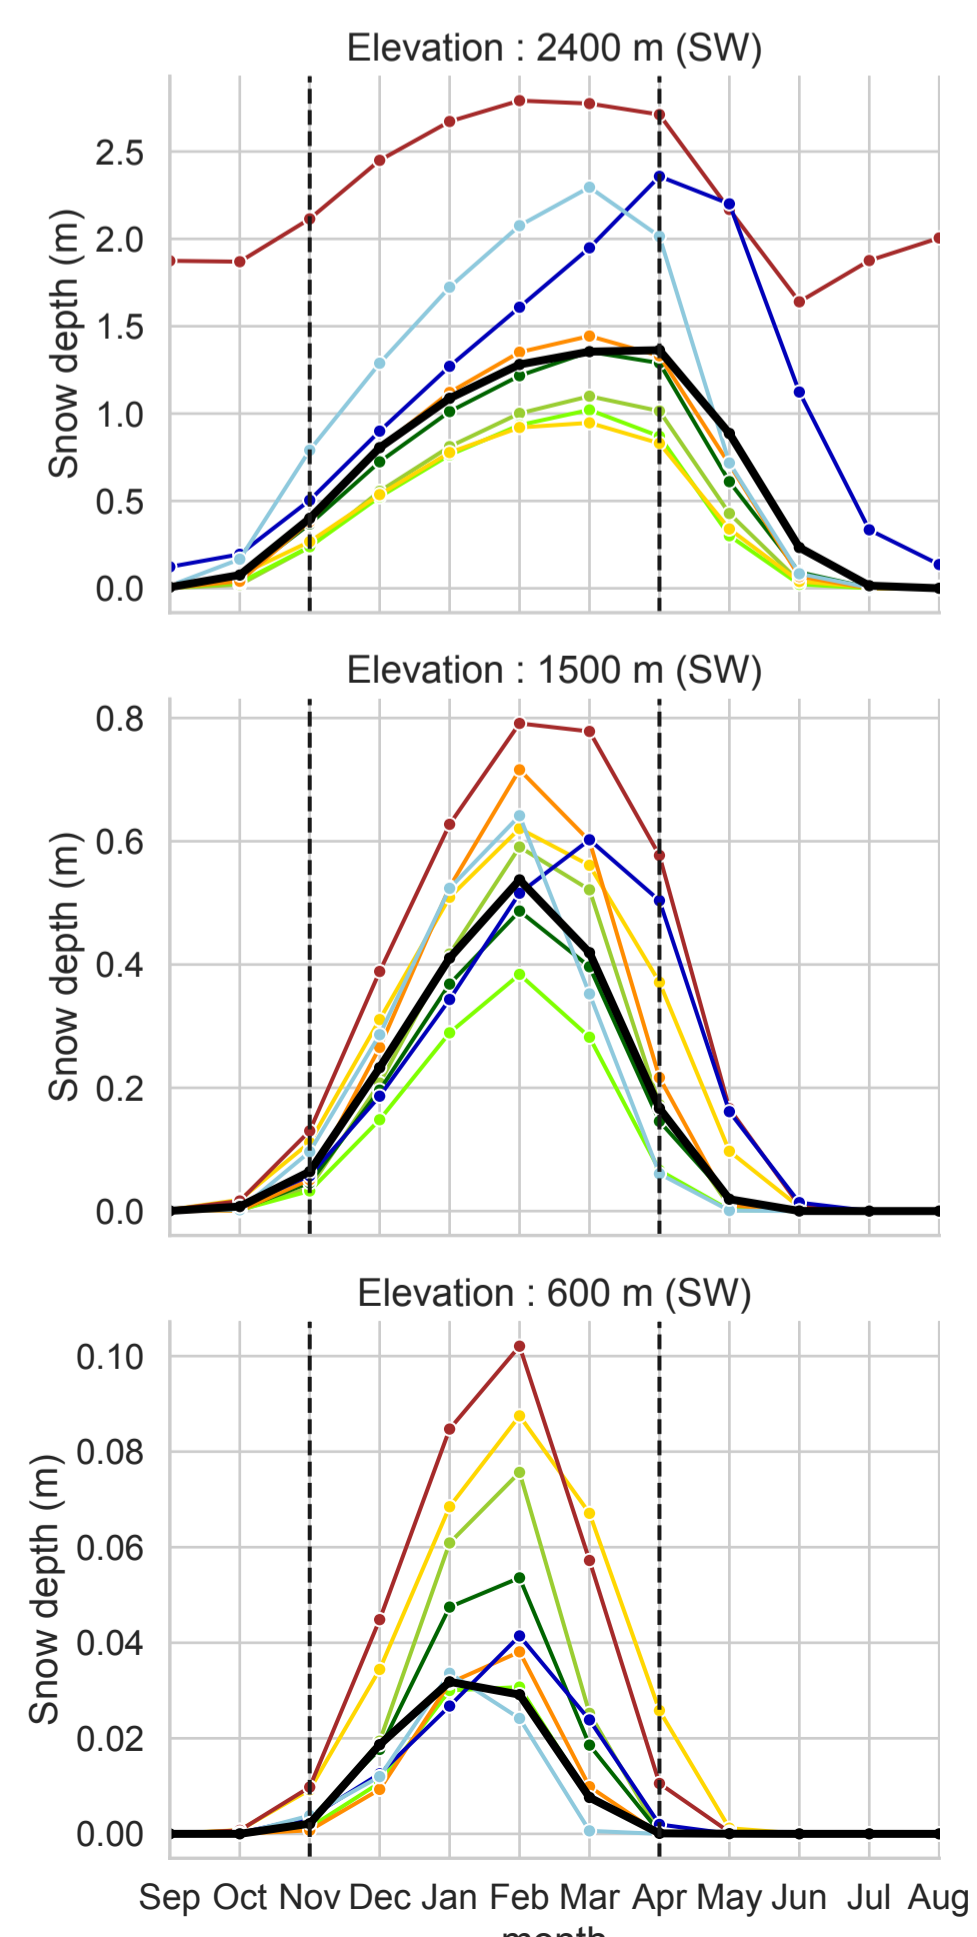 Elevation : 2400 m (SW)
2.5
2.0
1.5
1.0
0.5
0.0
Snow depth (m)
Elevation : 1500 m (SW)
0.8
0.6
0.4
0.2
0.0
Snow depth (m)
Elevation : 600 m (SW)
0.10
0.08
0.06
0.04
0.02
0.00
Snow depth (m)
Sep Oct Nov Dec Jan Feb Mar Apr May Jun Jul Aug
month